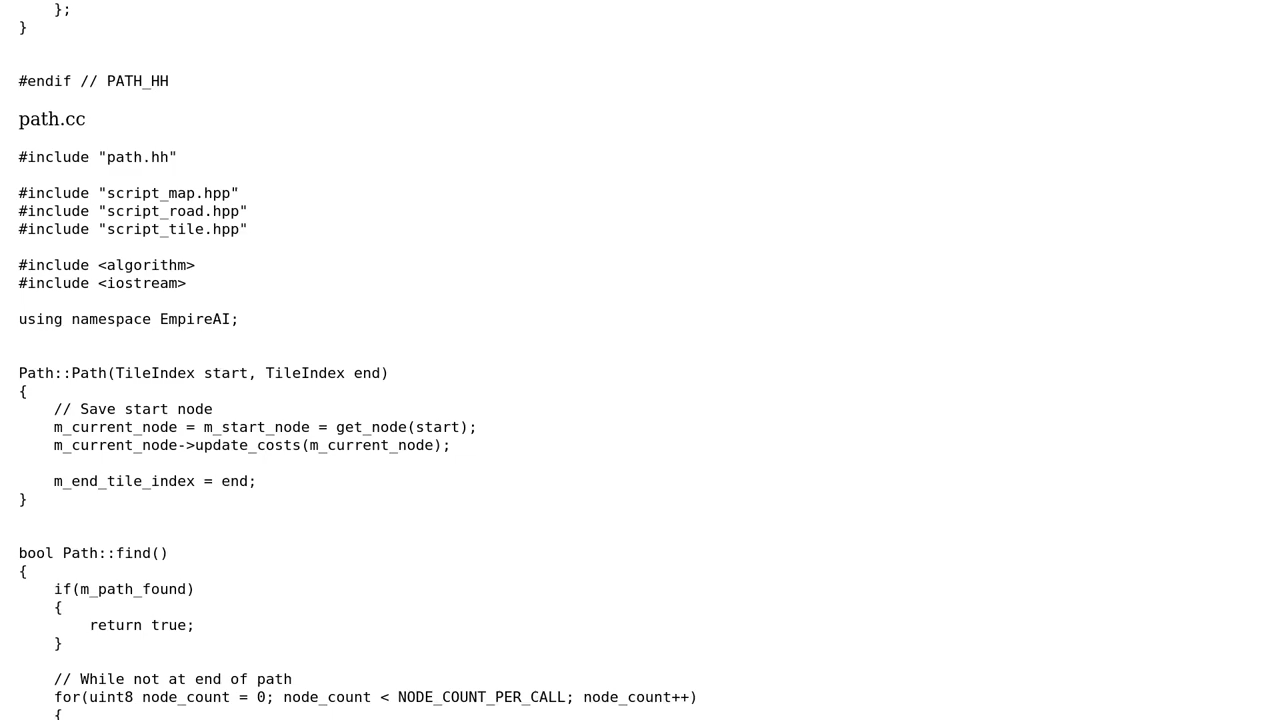 };
}
#endif // PATH_HH
path.cc
#include "path.hh"
#include "script_map.hpp"
#include "script_road.hpp"
#include "script_tile.hpp"
#include <algorithm>
#include <iostream>
using namespace EmpireAI;
Path::Path(TileIndex start, TileIndex end)
{
    // Save start node
    m_current_node = m_start_node = get_node(start);
    m_current_node->update_costs(m_current_node);
    m_end_tile_index = end;
}
bool Path::find()
{
    if(m_path_found)
    {
        return true;
    }
    // While not at end of path
    for(uint8 node_count = 0; node_count < NODE_COUNT_PER_CALL; node_count++)
    {